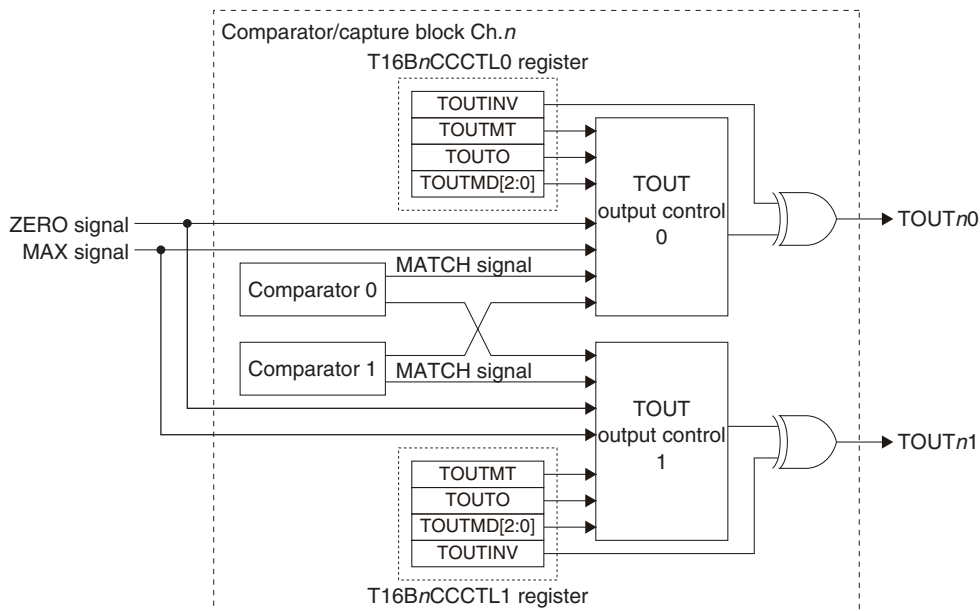 Comparator/capture block Ch.n
T16BnCCCTL0 register
TOUTINV
TOUTMT
TOUTO
TOUTMD[2:0]
TOUT
output control
0
TOUTn0
ZERO signal
MAX signal
MATCH signal
Comparator 0
Comparator 1
MATCH signal
TOUT
output control
1
TOUTn1
TOUTMT
TOUTO
TOUTMD[2:0]
TOUTINV
T16BnCCCTL1 register